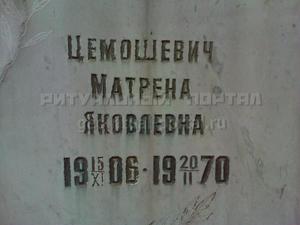 ЦЕМОШЕВИЧ
МАТРЕНА
РИТУАЛЬНЫЙ ПОРТАЛ
ЯКОВЛЕВНА
19 15/XI 06 · 19 20/II 70